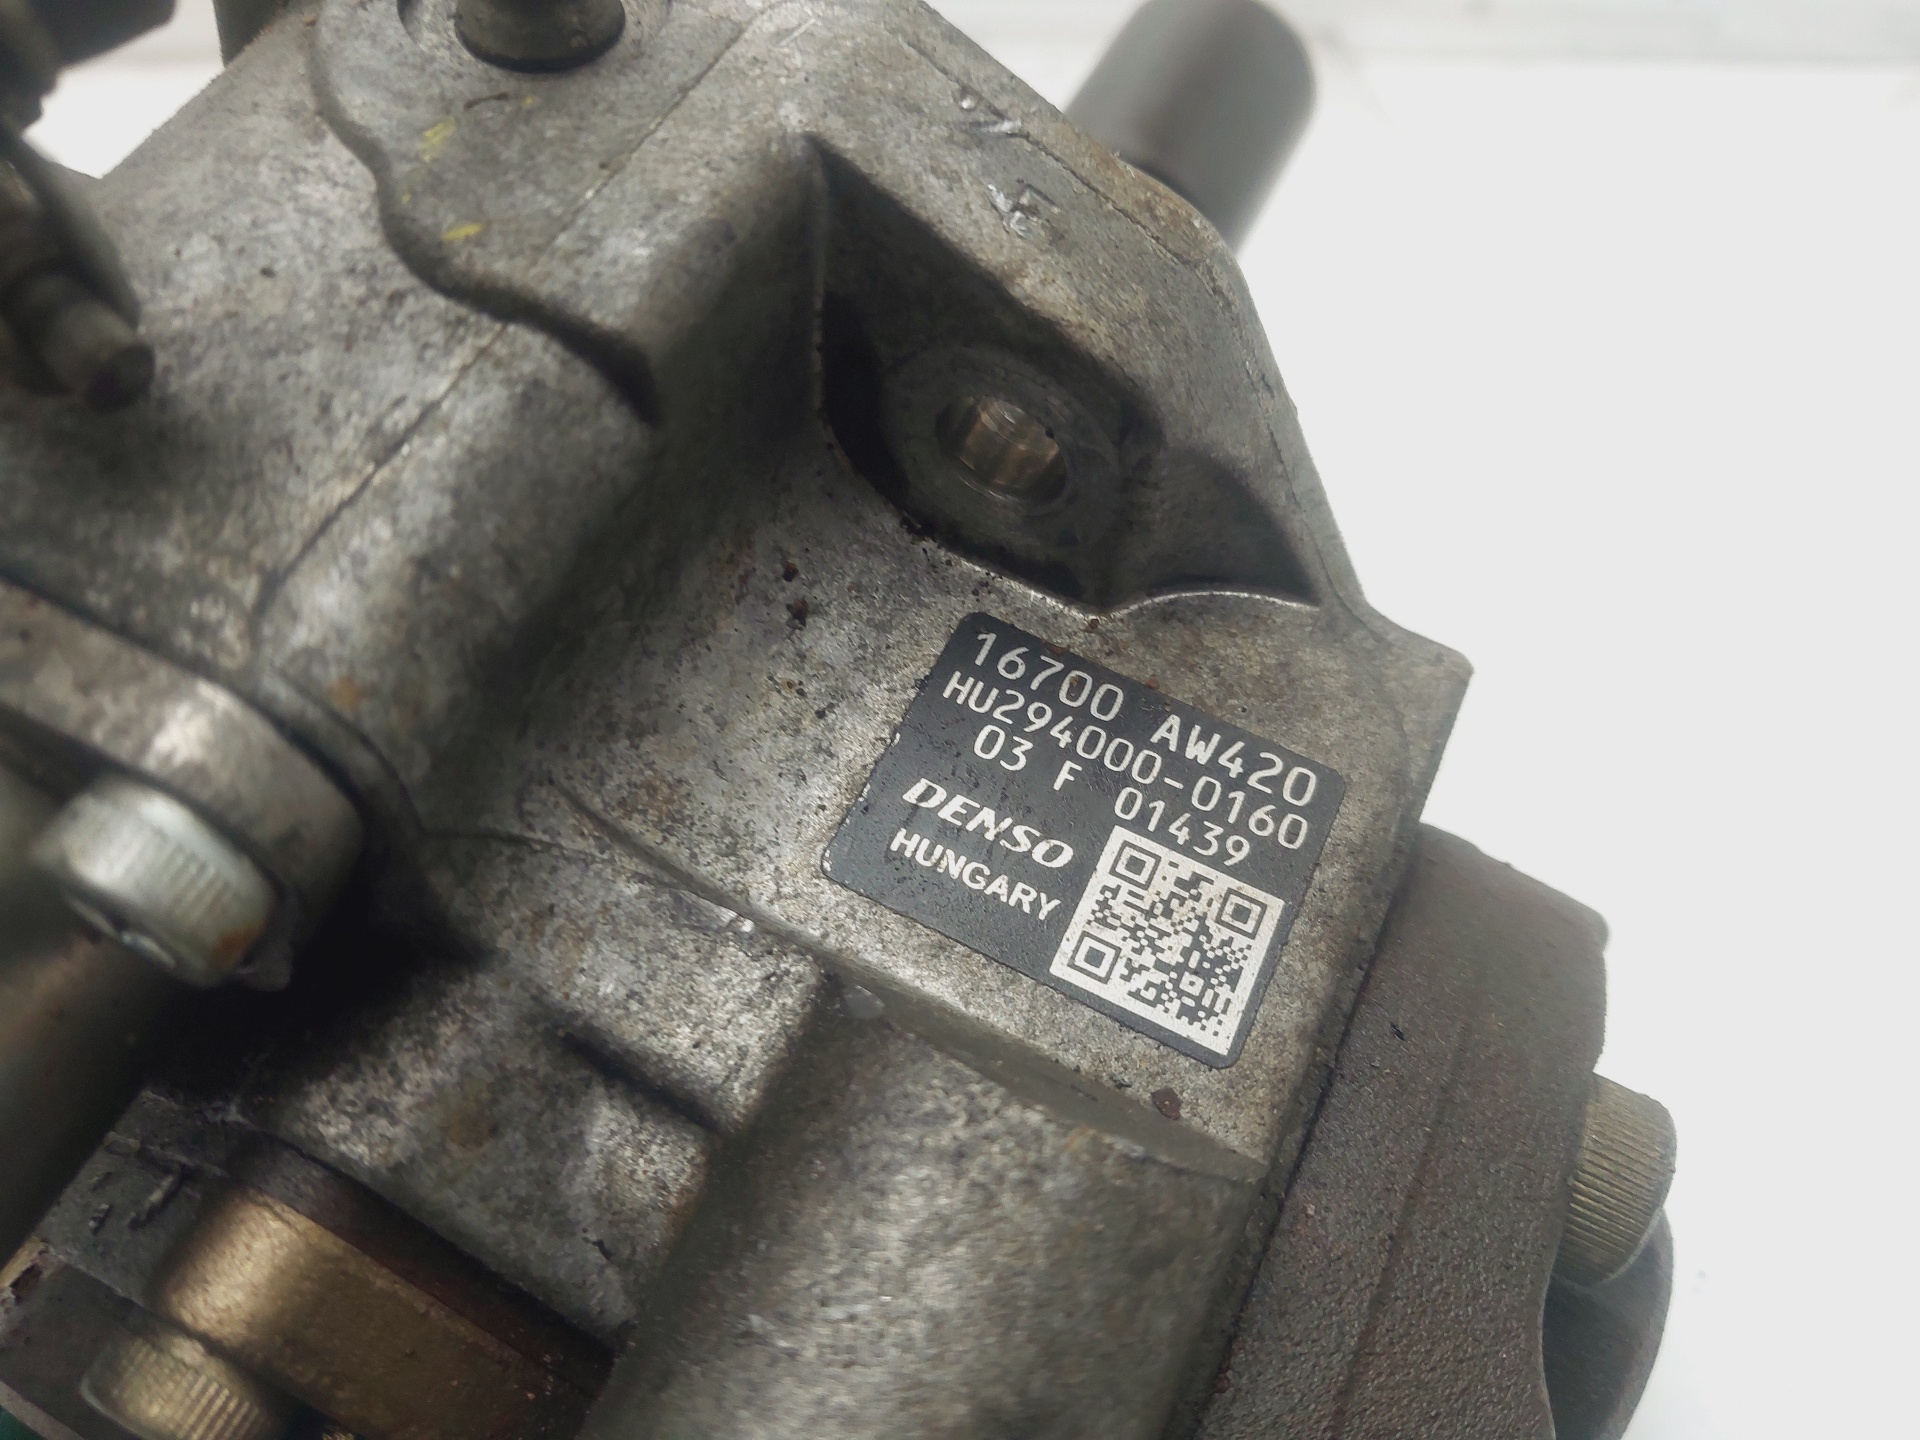 16700 AW420
HU294000-0160
03 F 01439
DENSO
HUNGARY